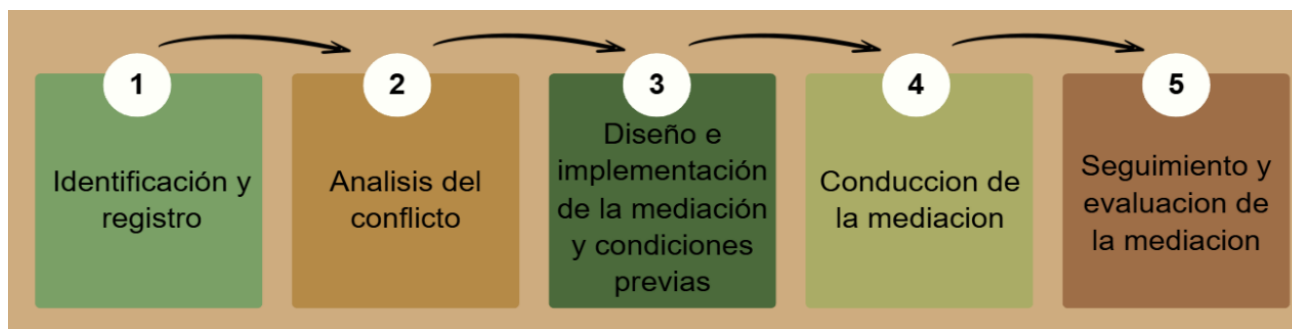 1
Identificación y
registro
2
Analisis del
conflicto
3
Diseño e
implementación
de la mediación
y condiciones
previas
4
Conduccion de
la mediacion
5
Seguimiento y
evaluacion de
la mediacion